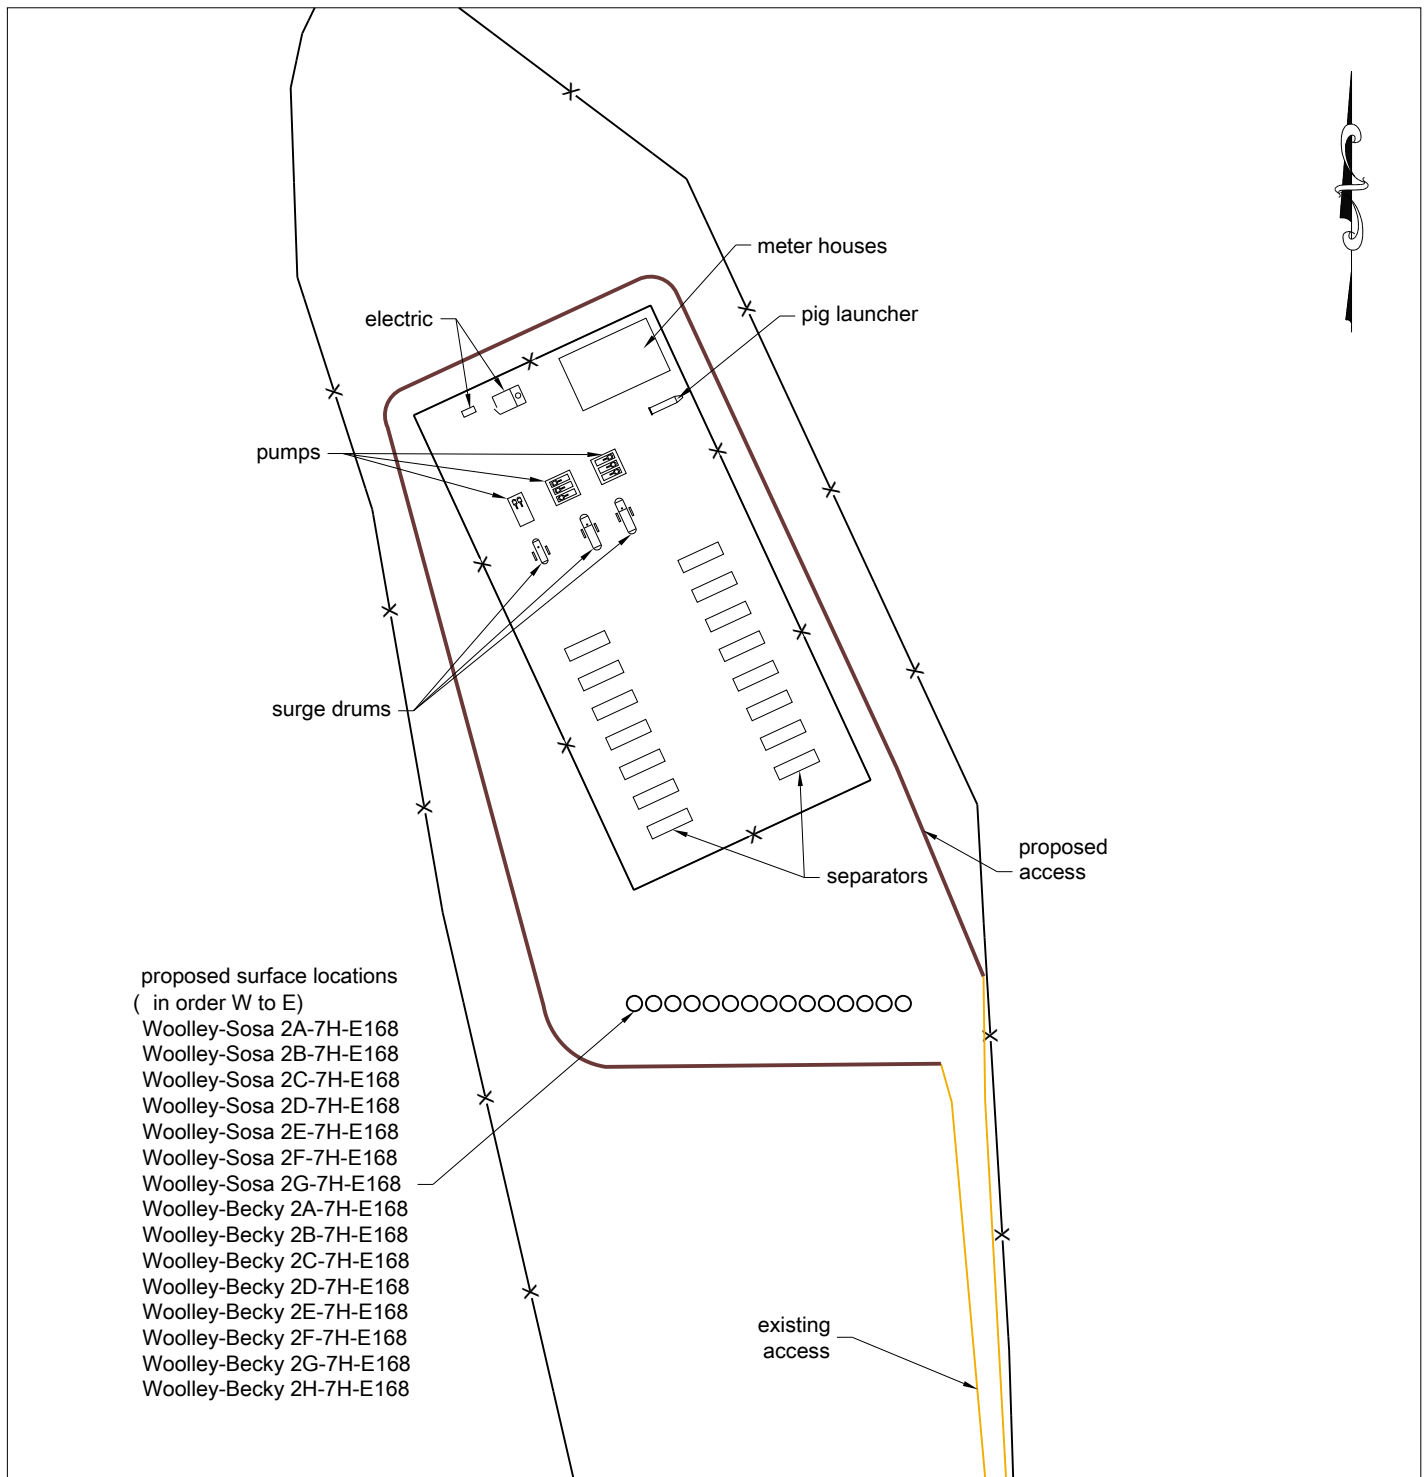 meter houses
pig launcher
electric
pumps
surge drums
proposed
access
separators
proposed surface locations
( in order W to E)
Woolley-Sosa 2A-7H-E168
Woolley-Sosa 2B-7H-E168
Woolley-Sosa 2C-7H-E168
Woolley-Sosa 2D-7H-E168
Woolley-Sosa 2E-7H-E168
Woolley-Sosa 2F-7H-E168
Woolley-Sosa 2G-7H-E168
Woolley-Becky 2A-7H-E168
Woolley-Becky 2B-7H-E168
Woolley-Becky 2C-7H-E168
Woolley-Becky 2D-7H-E168
Woolley-Becky 2E-7H-E168
Woolley-Becky 2F-7H-E168
Woolley-Becky 2G-7H-E168
Woolley-Becky 2H-7H-E168
existing
access